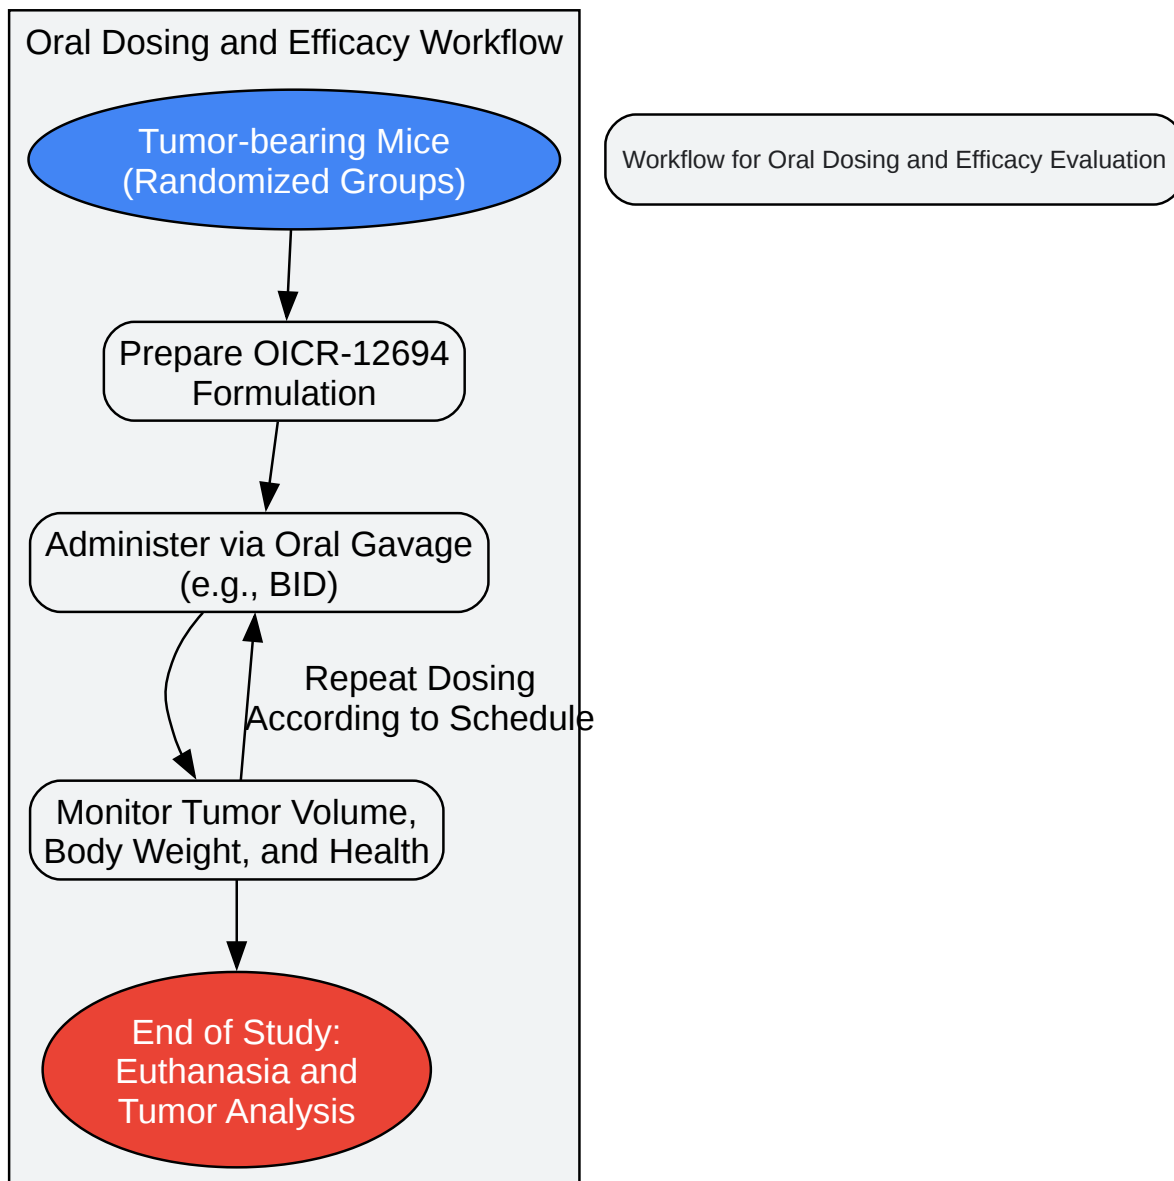 Oral Dosing and Efficacy Workflow
Tumor-bearing Mice
(Randomized Groups)
Workflow for Oral Dosing and Efficacy Evaluation
Prepare OICR-12694
Formulation
Administer via Oral Gavage
(e.g., BID)
Repeat Dosing
According to Schedule
Monitor Tumor Volume,
Body Weight, and Health
End of Study:
Euthanasia and
Tumor Analysis